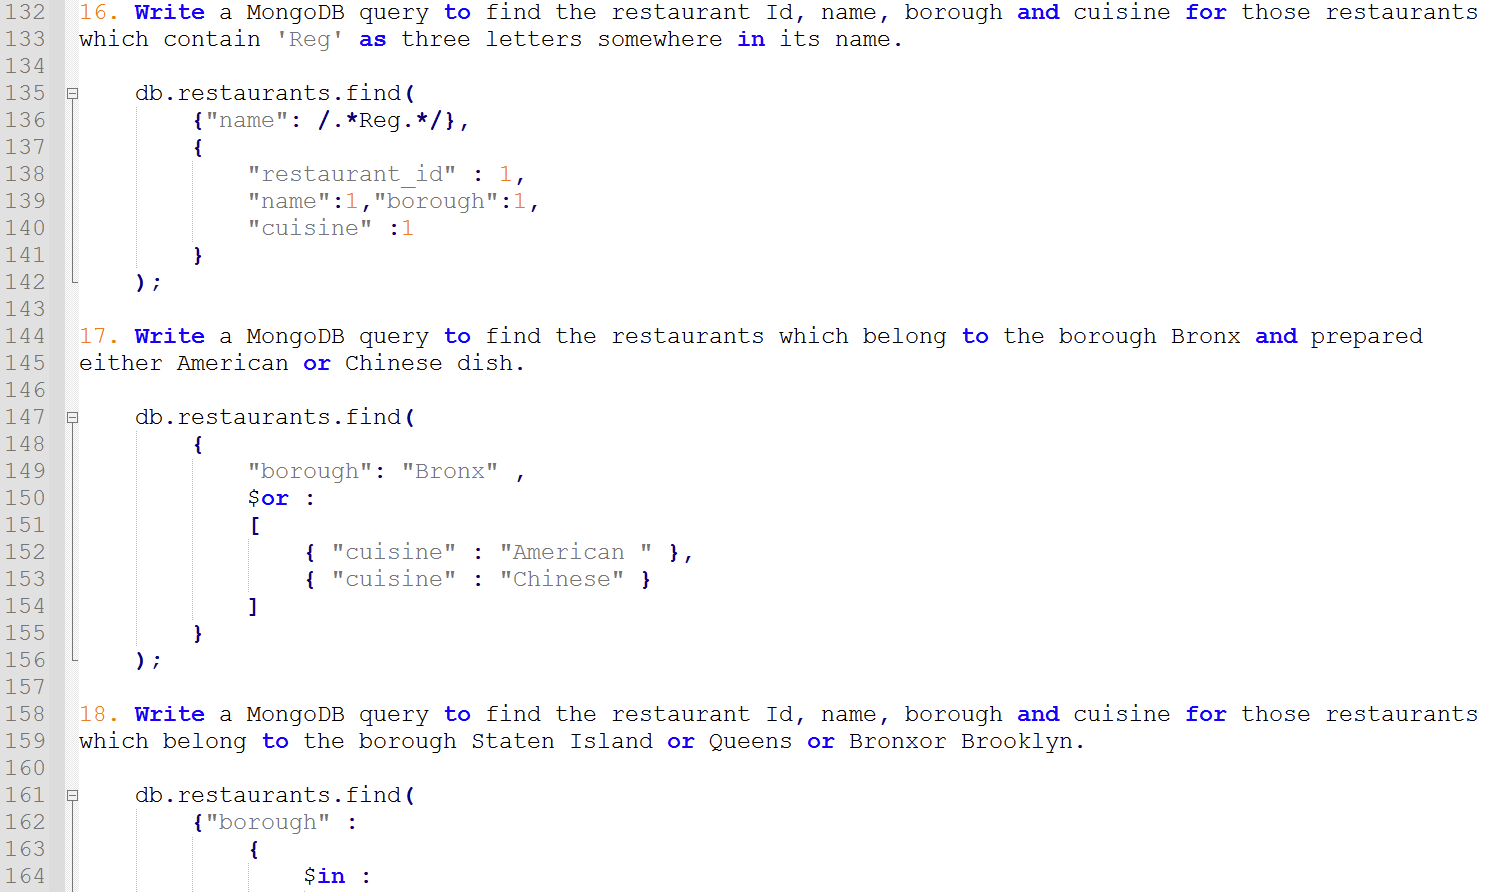 132 16. Write a MongoDB query to find the restaurant Id, name, borough and cuisine for those restaurants
133 which contain 'Reg' as three letters somewhere in its name.
134
135 db.restaurants.find(
136 {"name": /.*Reg.*/},
137 {
138 "restaurant_id" : 1,
139 "name":1,"borough":1,
140 "cuisine" :1
141 }
142 );
143
144 17. Write a MongoDB query to find the restaurants which belong to the borough Bronx and prepared
145 either American or Chinese dish.
146
147 db.restaurants.find(
148 {
149 "borough": "Bronx" ,
150 $or :
151 [
152 { "cuisine" : "American " },
153 { "cuisine" : "Chinese" }
154 ]
155 }
156 );
157
158 18. Write a MongoDB query to find the restaurant Id, name, borough and cuisine for those restaurants
159 which belong to the borough Staten Island or Queens or Bronxor Brooklyn.
160
161 db.restaurants.find(
162 {"borough" :
163 {
164 $in :